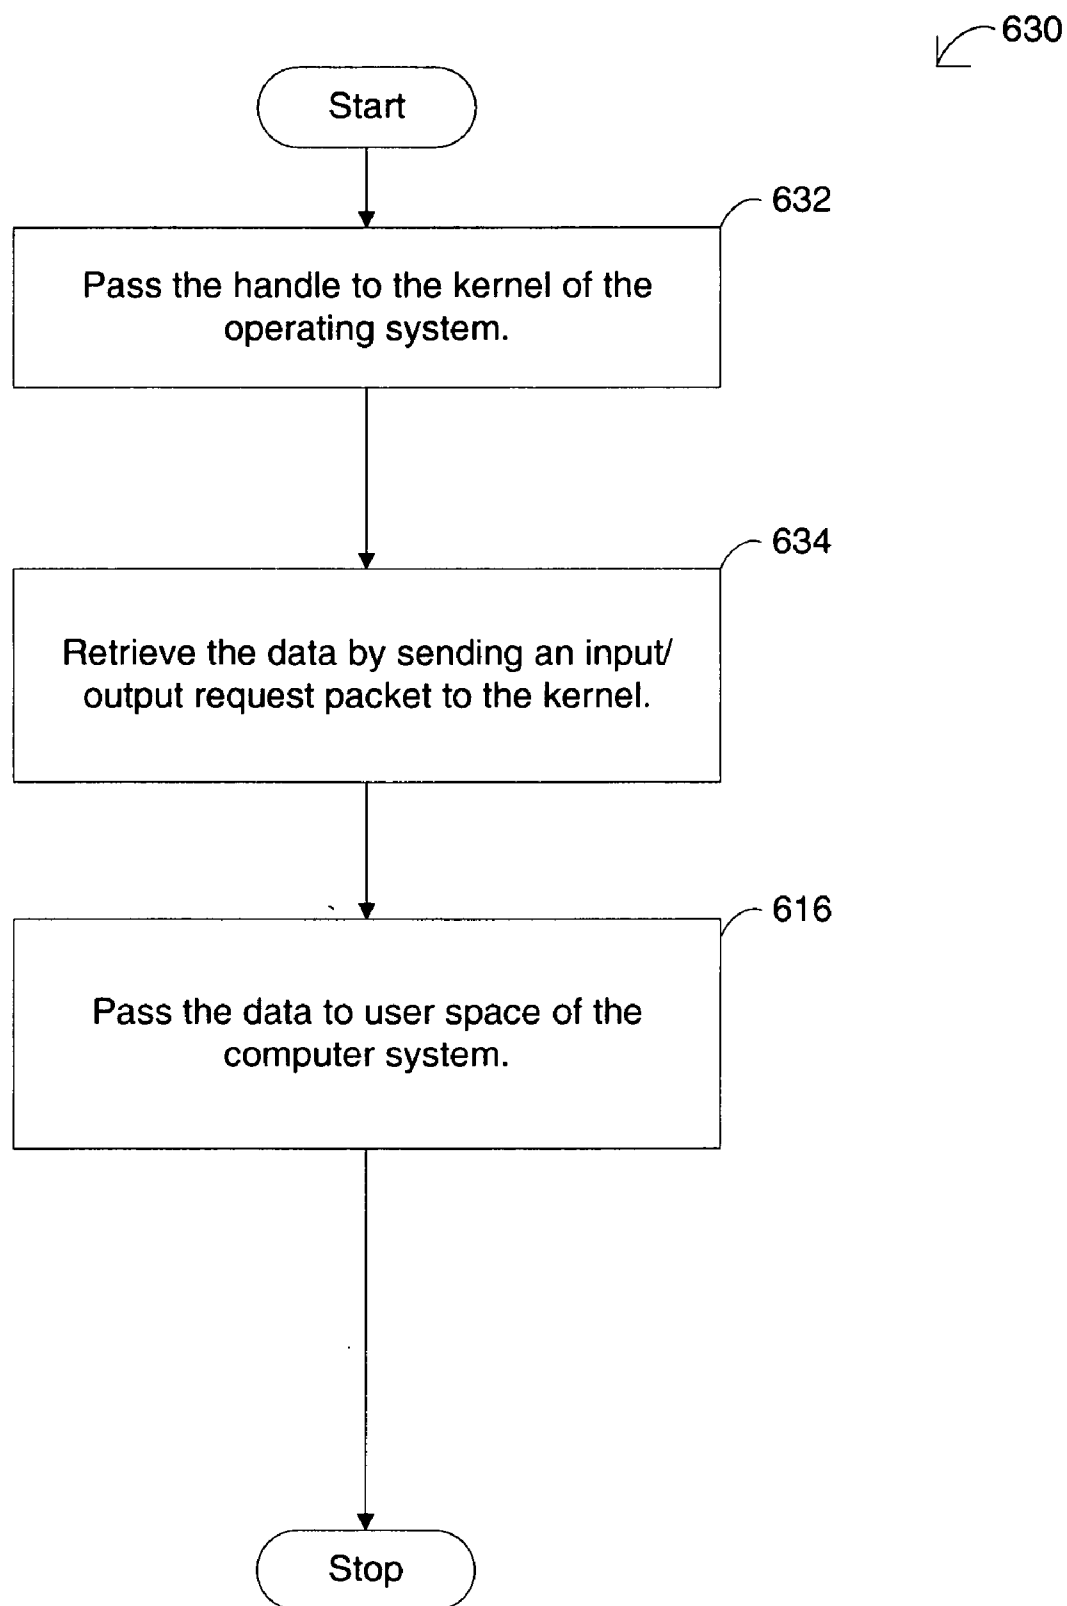 630
Start
632
Pass the handle to the kernel of the
operating system.
634
Retrieve the data by sending an input/
output request packet to the kernel.
616
Pass the data to user space of the
computer system.
Stop